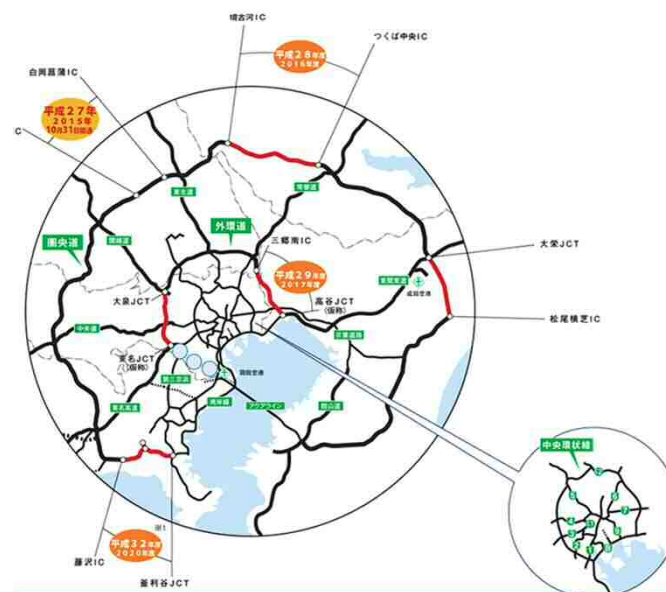 境古河IC
つくば中央IC
平成28年度
2016年度
白岡菖蒲IC
平成27年
2015年
10月31日開通
C
東北道
常磐道
外環道
三郷南IC
圏央道
関越道
大栄JCT
平成29年度
2017年度
東関東道
成田空港
大泉JCT
高谷JCT
(仮称)
松尾横芝IC
中央道
京葉道路
東名JCT
(仮称)
第三京浜
羽田空港
東名高速
湾岸線
アクアライン
館山道
中央環状線
※1
平成32年度
2020年度
藤沢IC
釜利谷JCT